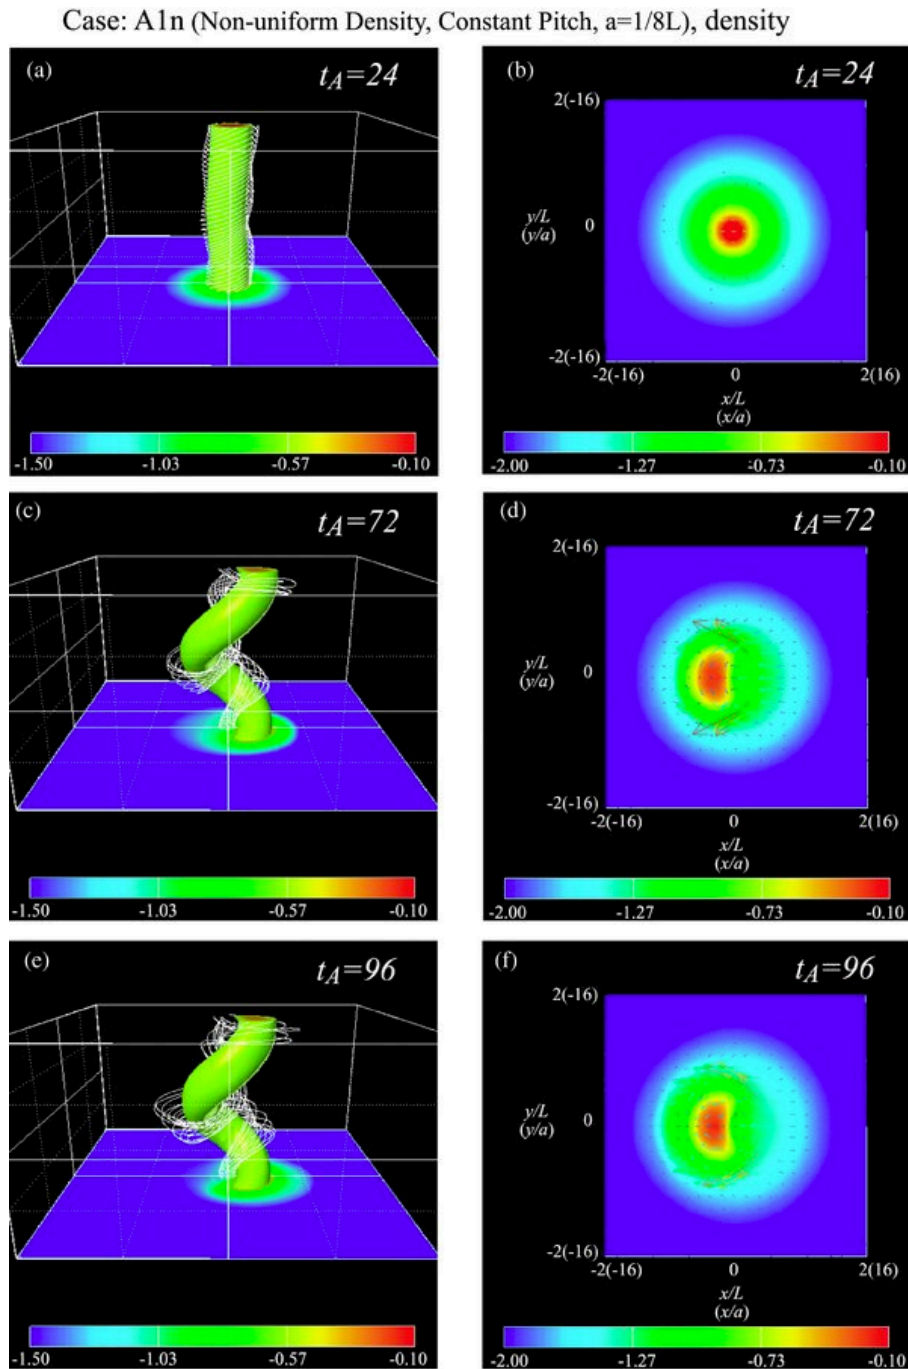 Case: A1n (Non-uniform Density, Constant Pitch, a=1/8L), density
(a) tA=24
-1.50 -1.03 -0.57 -0.10
(b) tA=24
2(-16)
y/L
(y/a)
0
-2(-16)
-2(-16) 0 2(16)
x/L
(x/a)
-2.00 -1.27 -0.73 -0.10
(c) tA=72
-1.50 -1.03 -0.57 -0.10
(d) tA=72
2(-16)
y/L
(y/a)
0
-2(-16)
-2(-16) 0 2(16)
x/L
(x/a)
-2.00 -1.27 -0.73 -0.10
(e) tA=96
-1.50 -1.03 -0.57 -0.10
(f) tA=96
2(-16)
y/L
(y/a)
0
-2(-16)
-2(-16) 0 2(16)
x/L
(x/a)
-2.00 -1.27 -0.73 -0.10